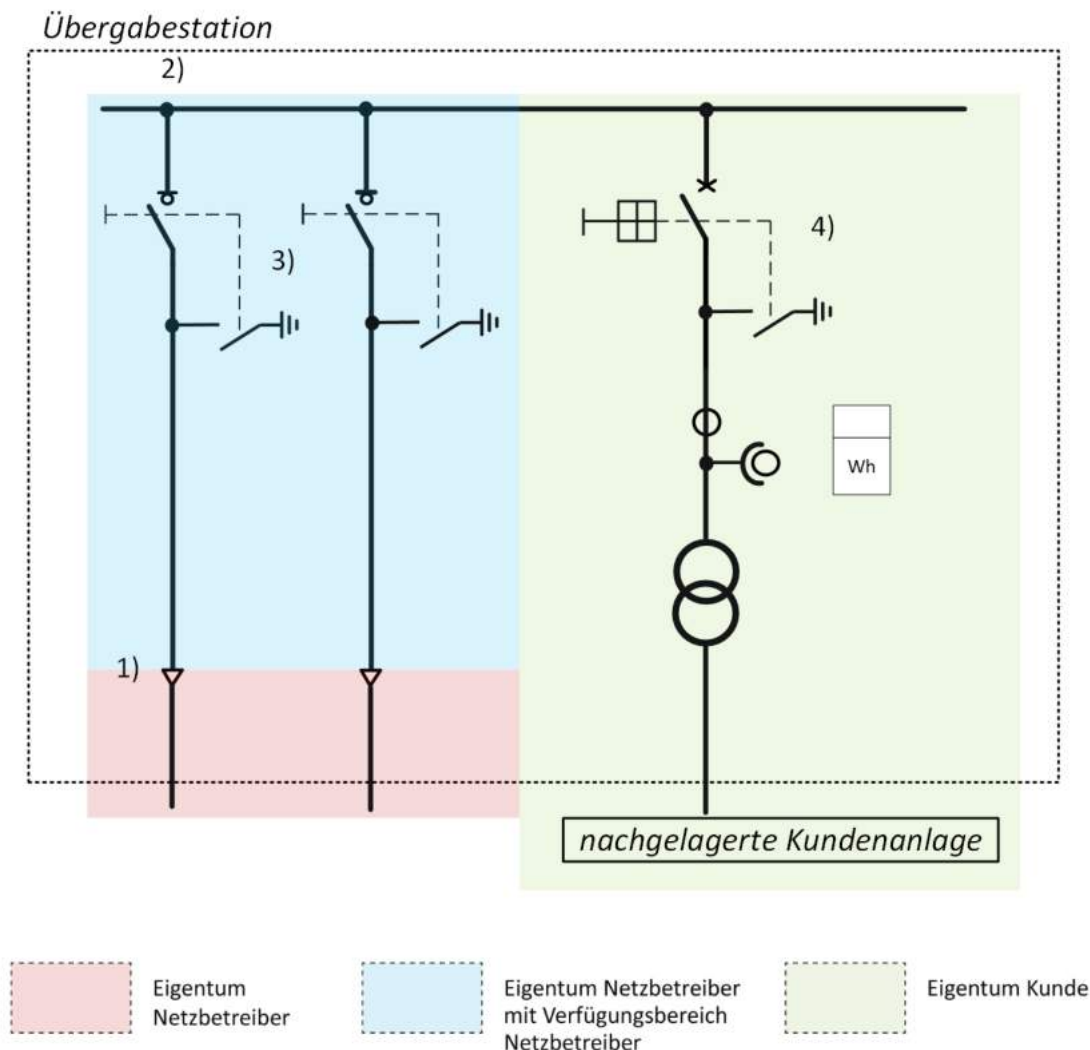 Übergabestation
2)
3)
4)
Wh
1)
nachgelagerte Kundenanlage
Eigentum
Netzbetreiber
Eigentum Netzbetreiber
mit Verfügungsbereich
Netzbetreiber
Eigentum Kunde